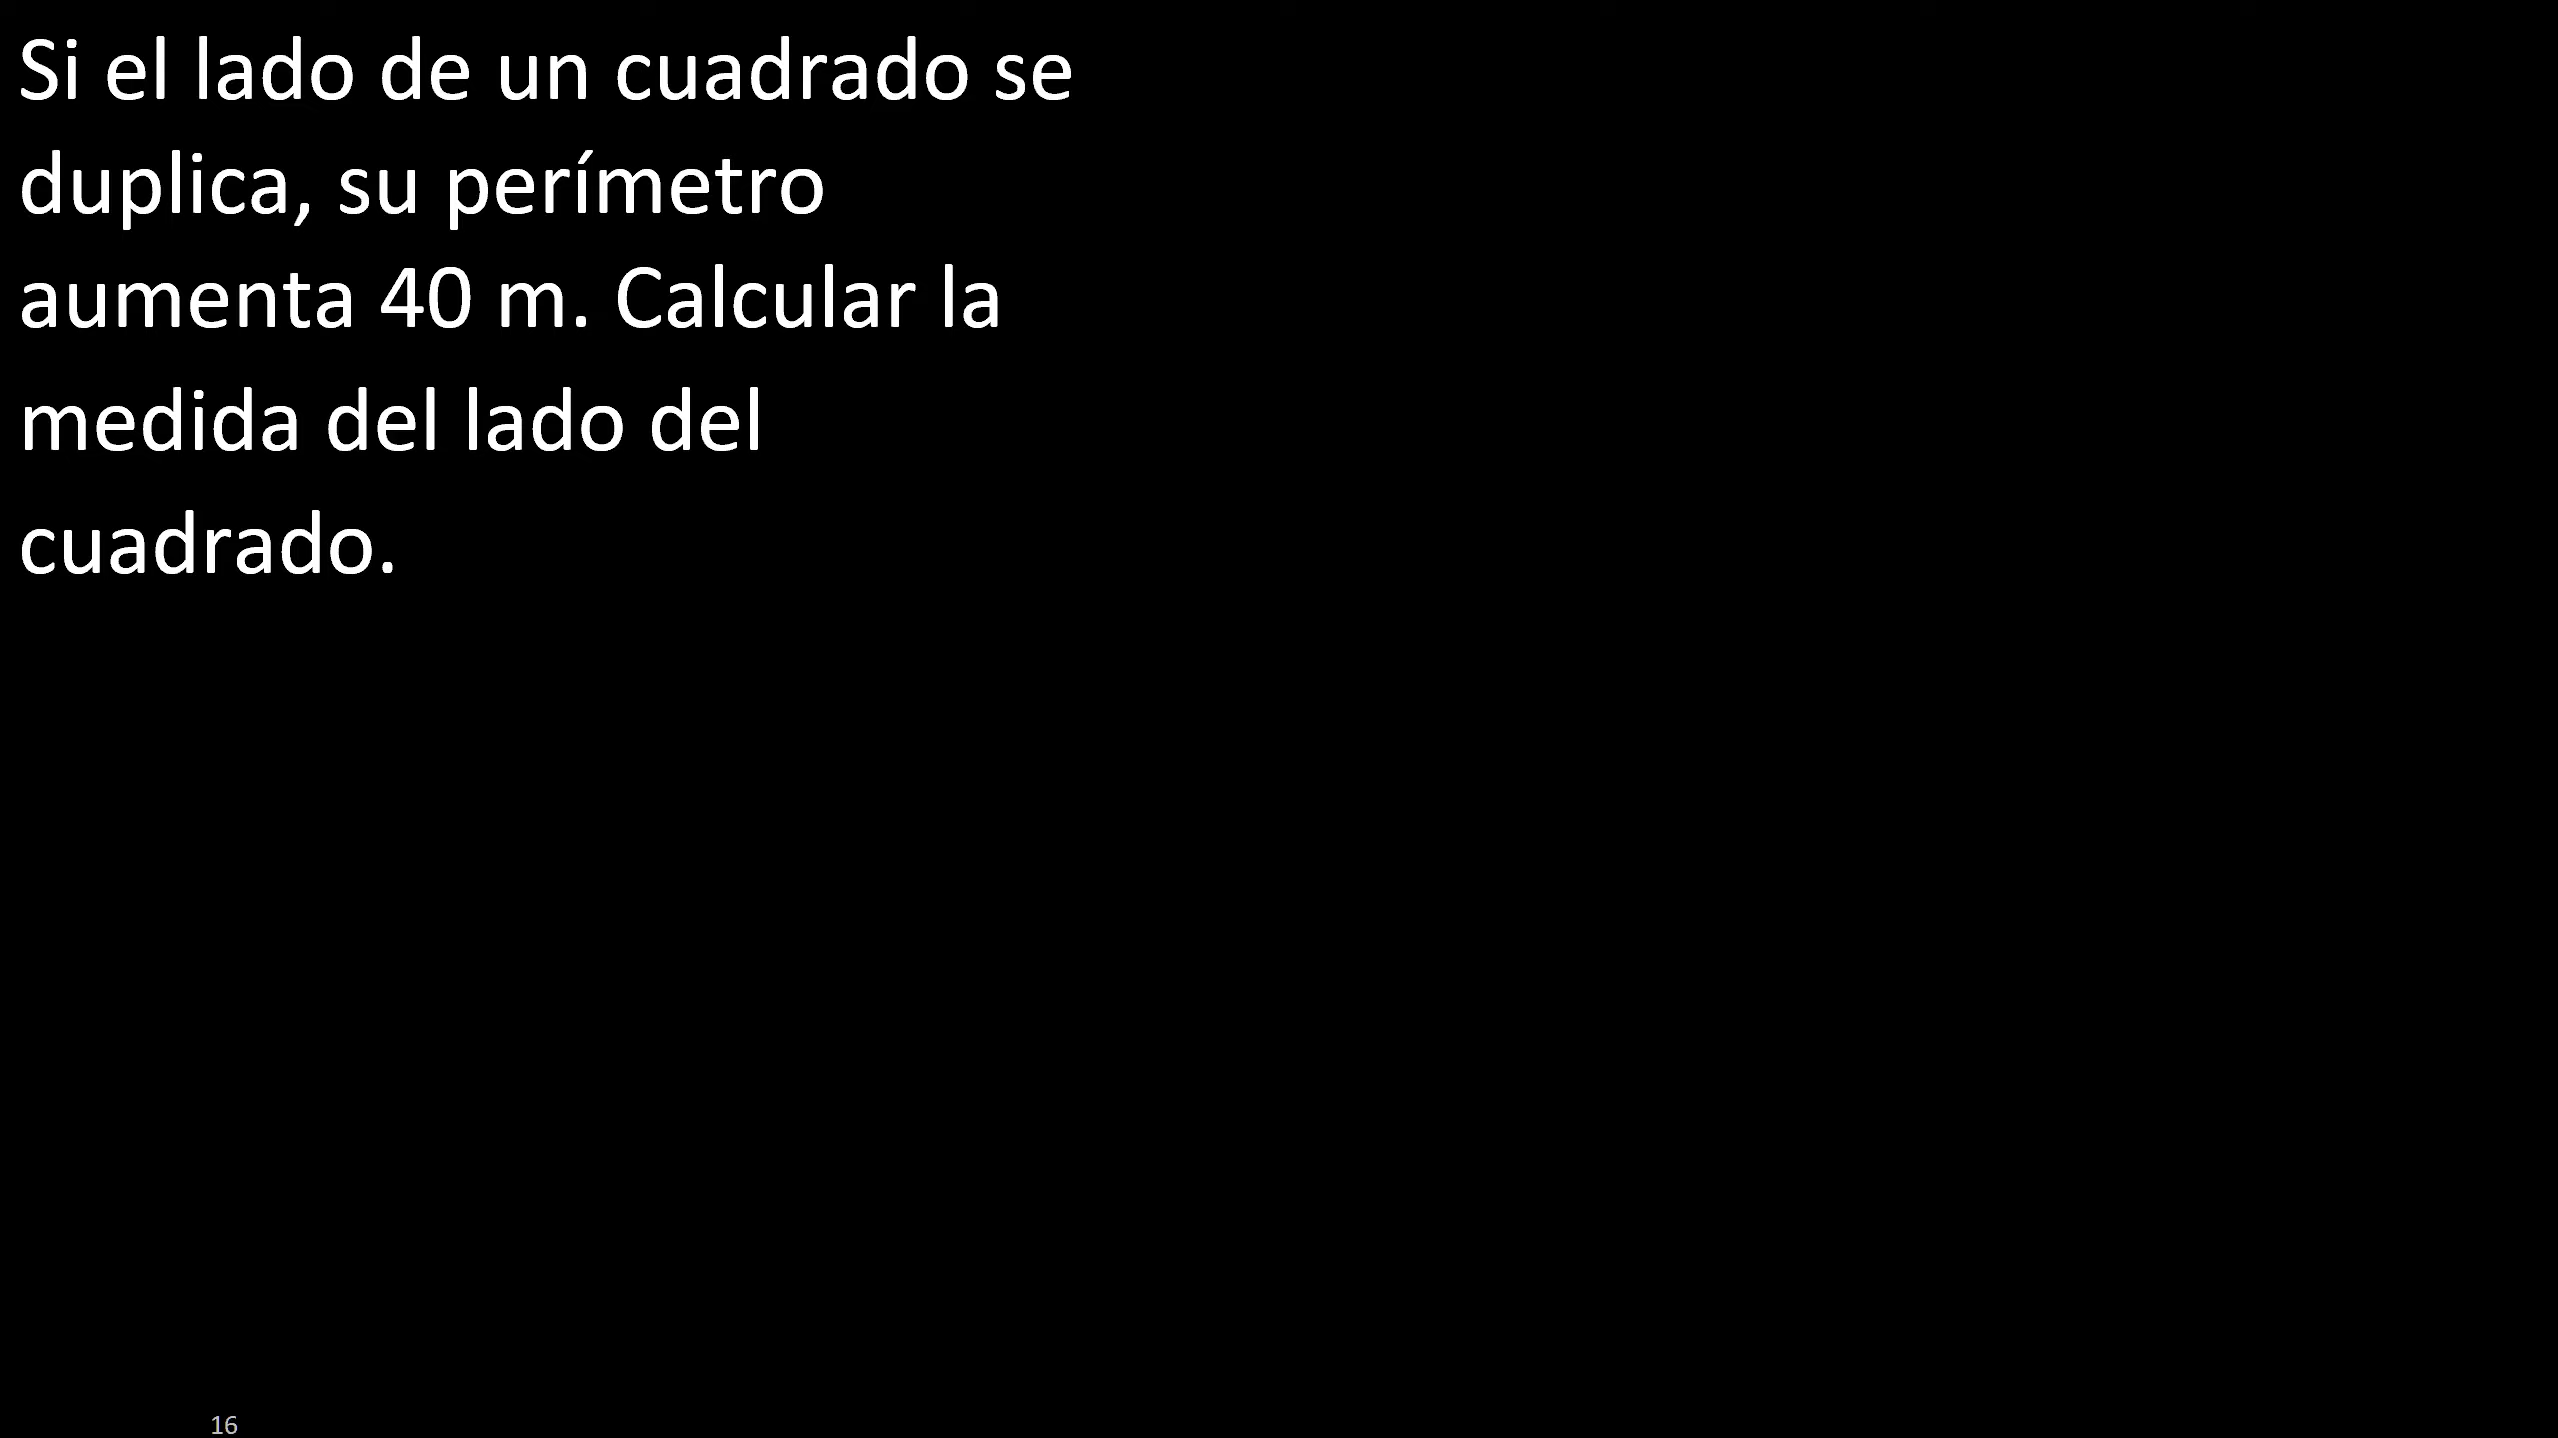 Si el lado de un cuadrado se
duplica, su perímetro
aumenta 40 m. Calcular la
medida del lado del
cuadrado.
16